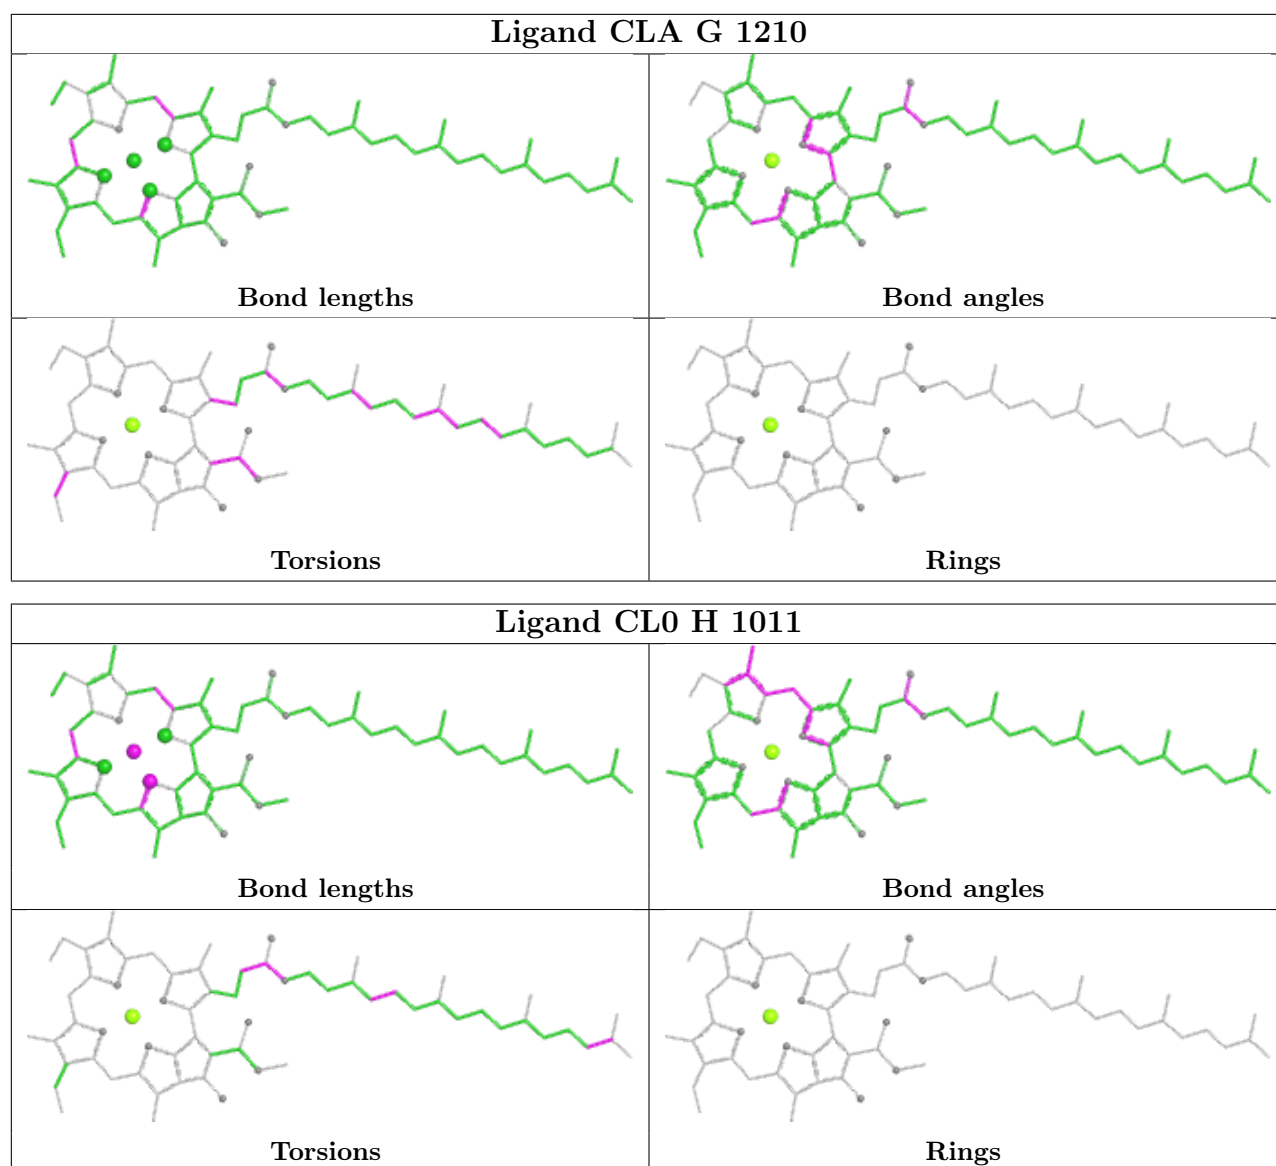 Ligand CLA G 1210
Bond lengths
Bond angles
Torsions
Rings
Ligand CL0 H 1011
Bond lengths
Bond angles
Torsions
Rings